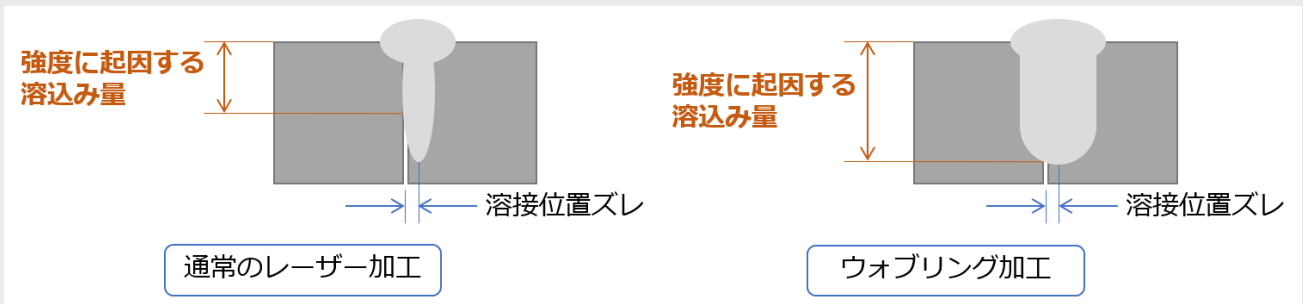 強度に起因する
溶込み量
溶接位置ズレ
通常のレーザー加工
強度に起因する
溶込み量
溶接位置ズレ
ウォブリング加工